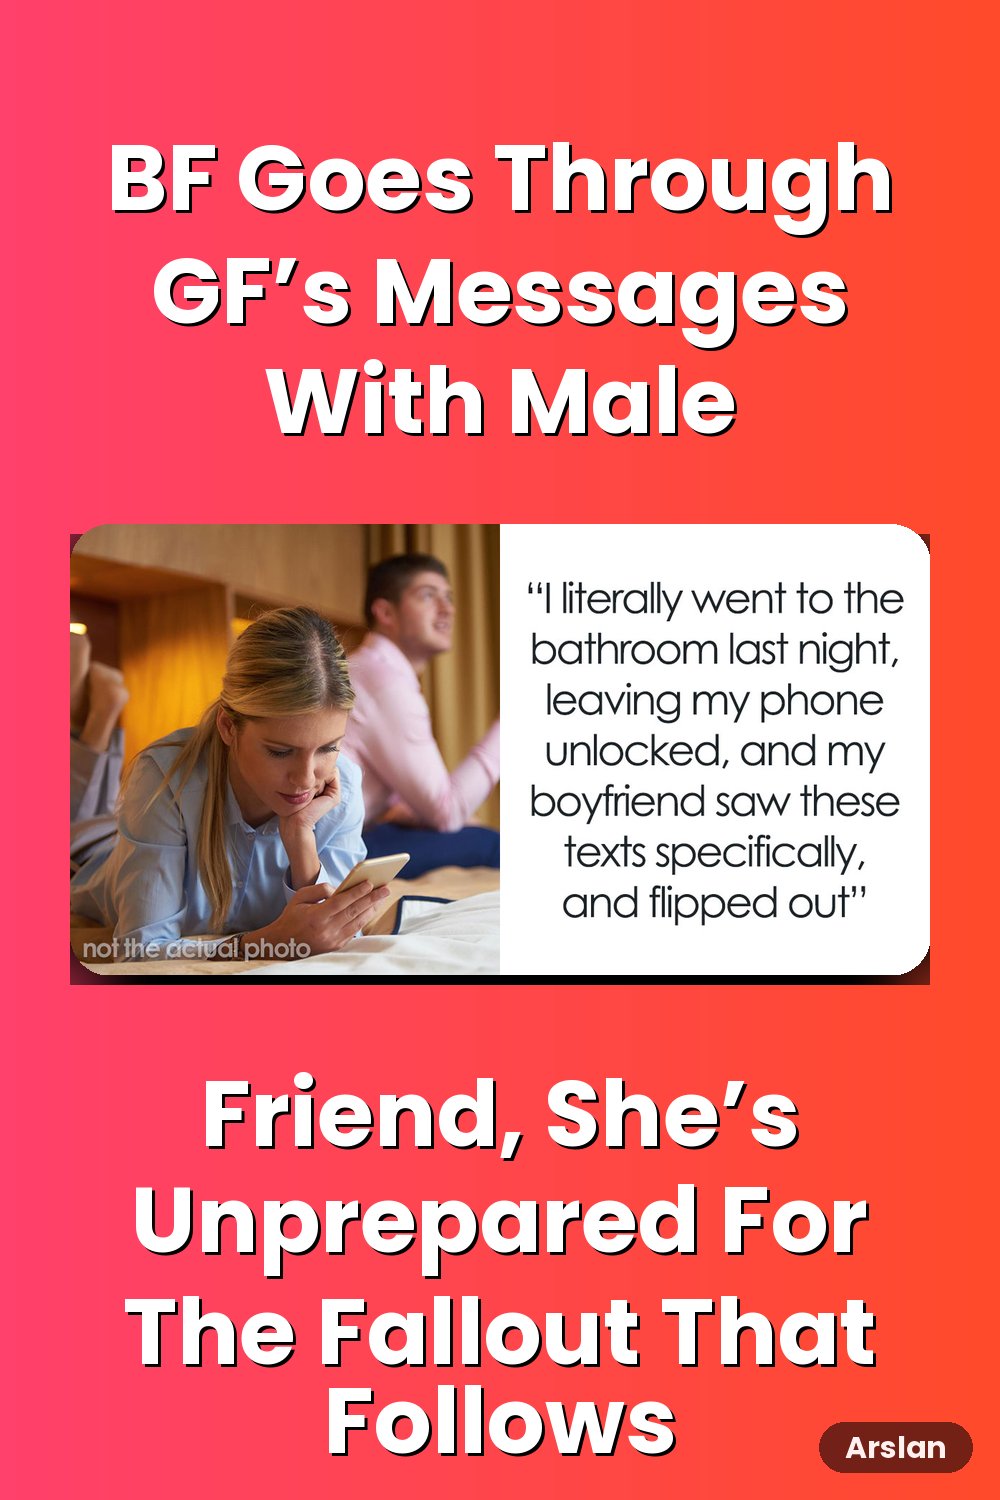 BF Goes Through
GF’s Messages
With Male
“I literally went to the
bathroom last night,
leaving my phone
unlocked, and my
boyfriend saw these
texts specifically,
and flipped out”
not the actual photo
Friend, She’s
Unprepared For
The Fallout That
Follows
Arslan